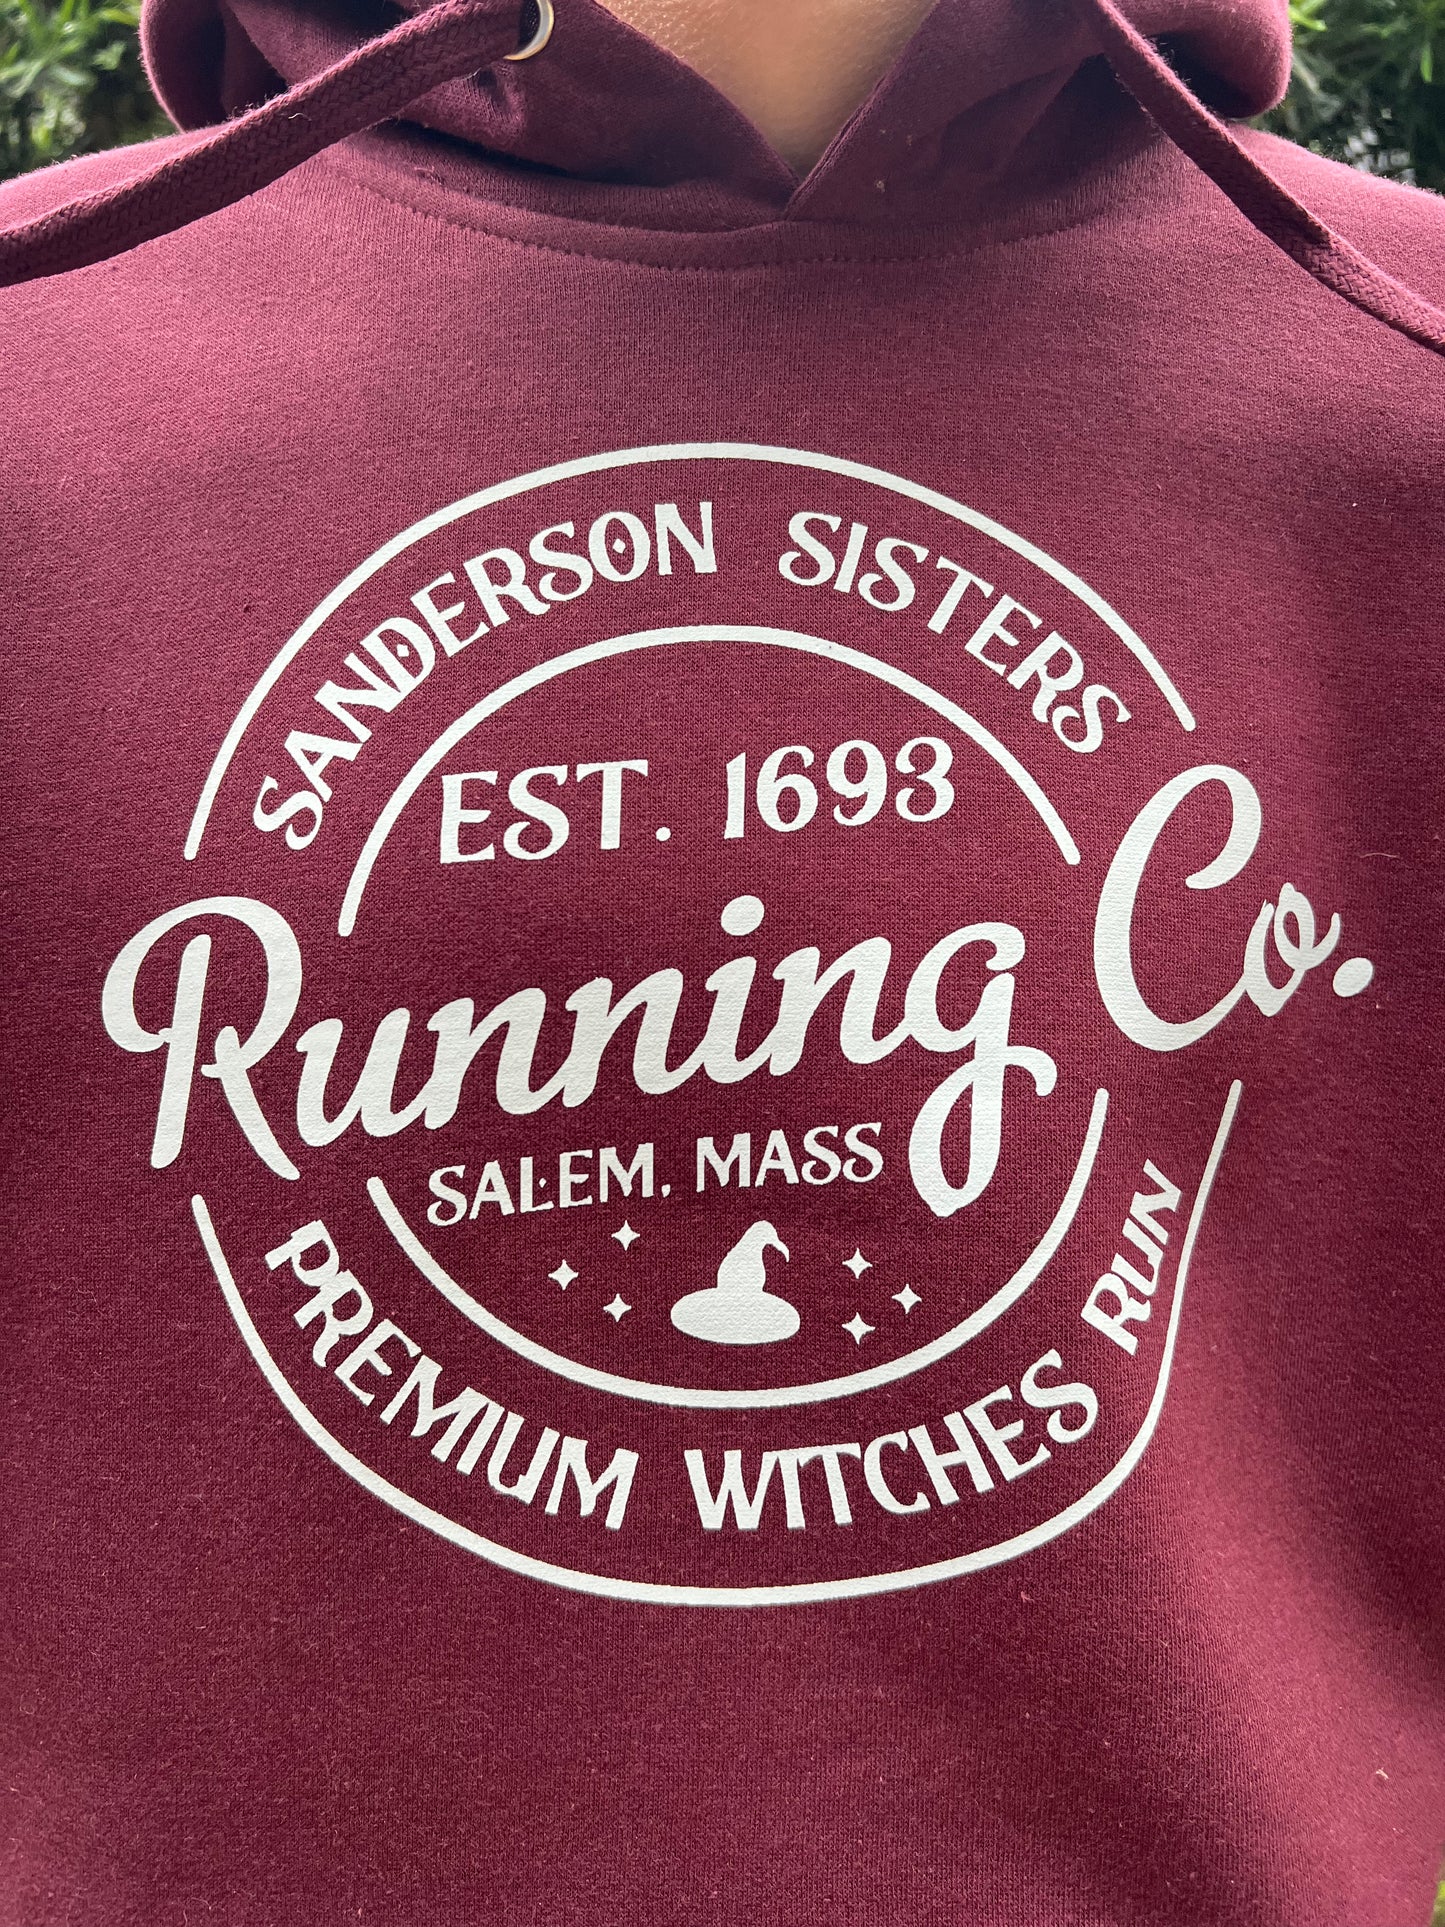 SANDERSON SISTERS
EST. 1693
Running Co.
SALEM, MASS
PREMIUM WITCHES RUN